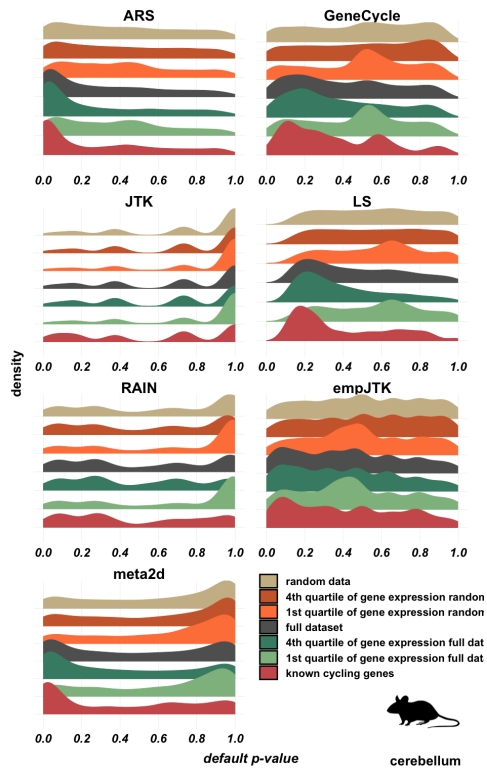 ARS
GeneCycle
0.0 0.2 0.4 0.6 0.8 1.0
0.0 0.2 0.4 0.6 0.8 1.0
JTK
LS
0.0 0.2 0.4 0.6 0.8 1.0
0.0 0.2 0.4 0.6 0.8 1.0
density
RAIN
empJTK
0.0 0.2 0.4 0.6 0.8 1.0
0.0 0.2 0.4 0.6 0.8 1.0
meta2d
0.0 0.2 0.4 0.6 0.8 1.0
default p-value
random data
4th quartile of gene expression random
1st quartile of gene expression random
full dataset
4th quartile of gene expression full dat
1st quartile of gene expression full data
known cycling genes
cerebellum